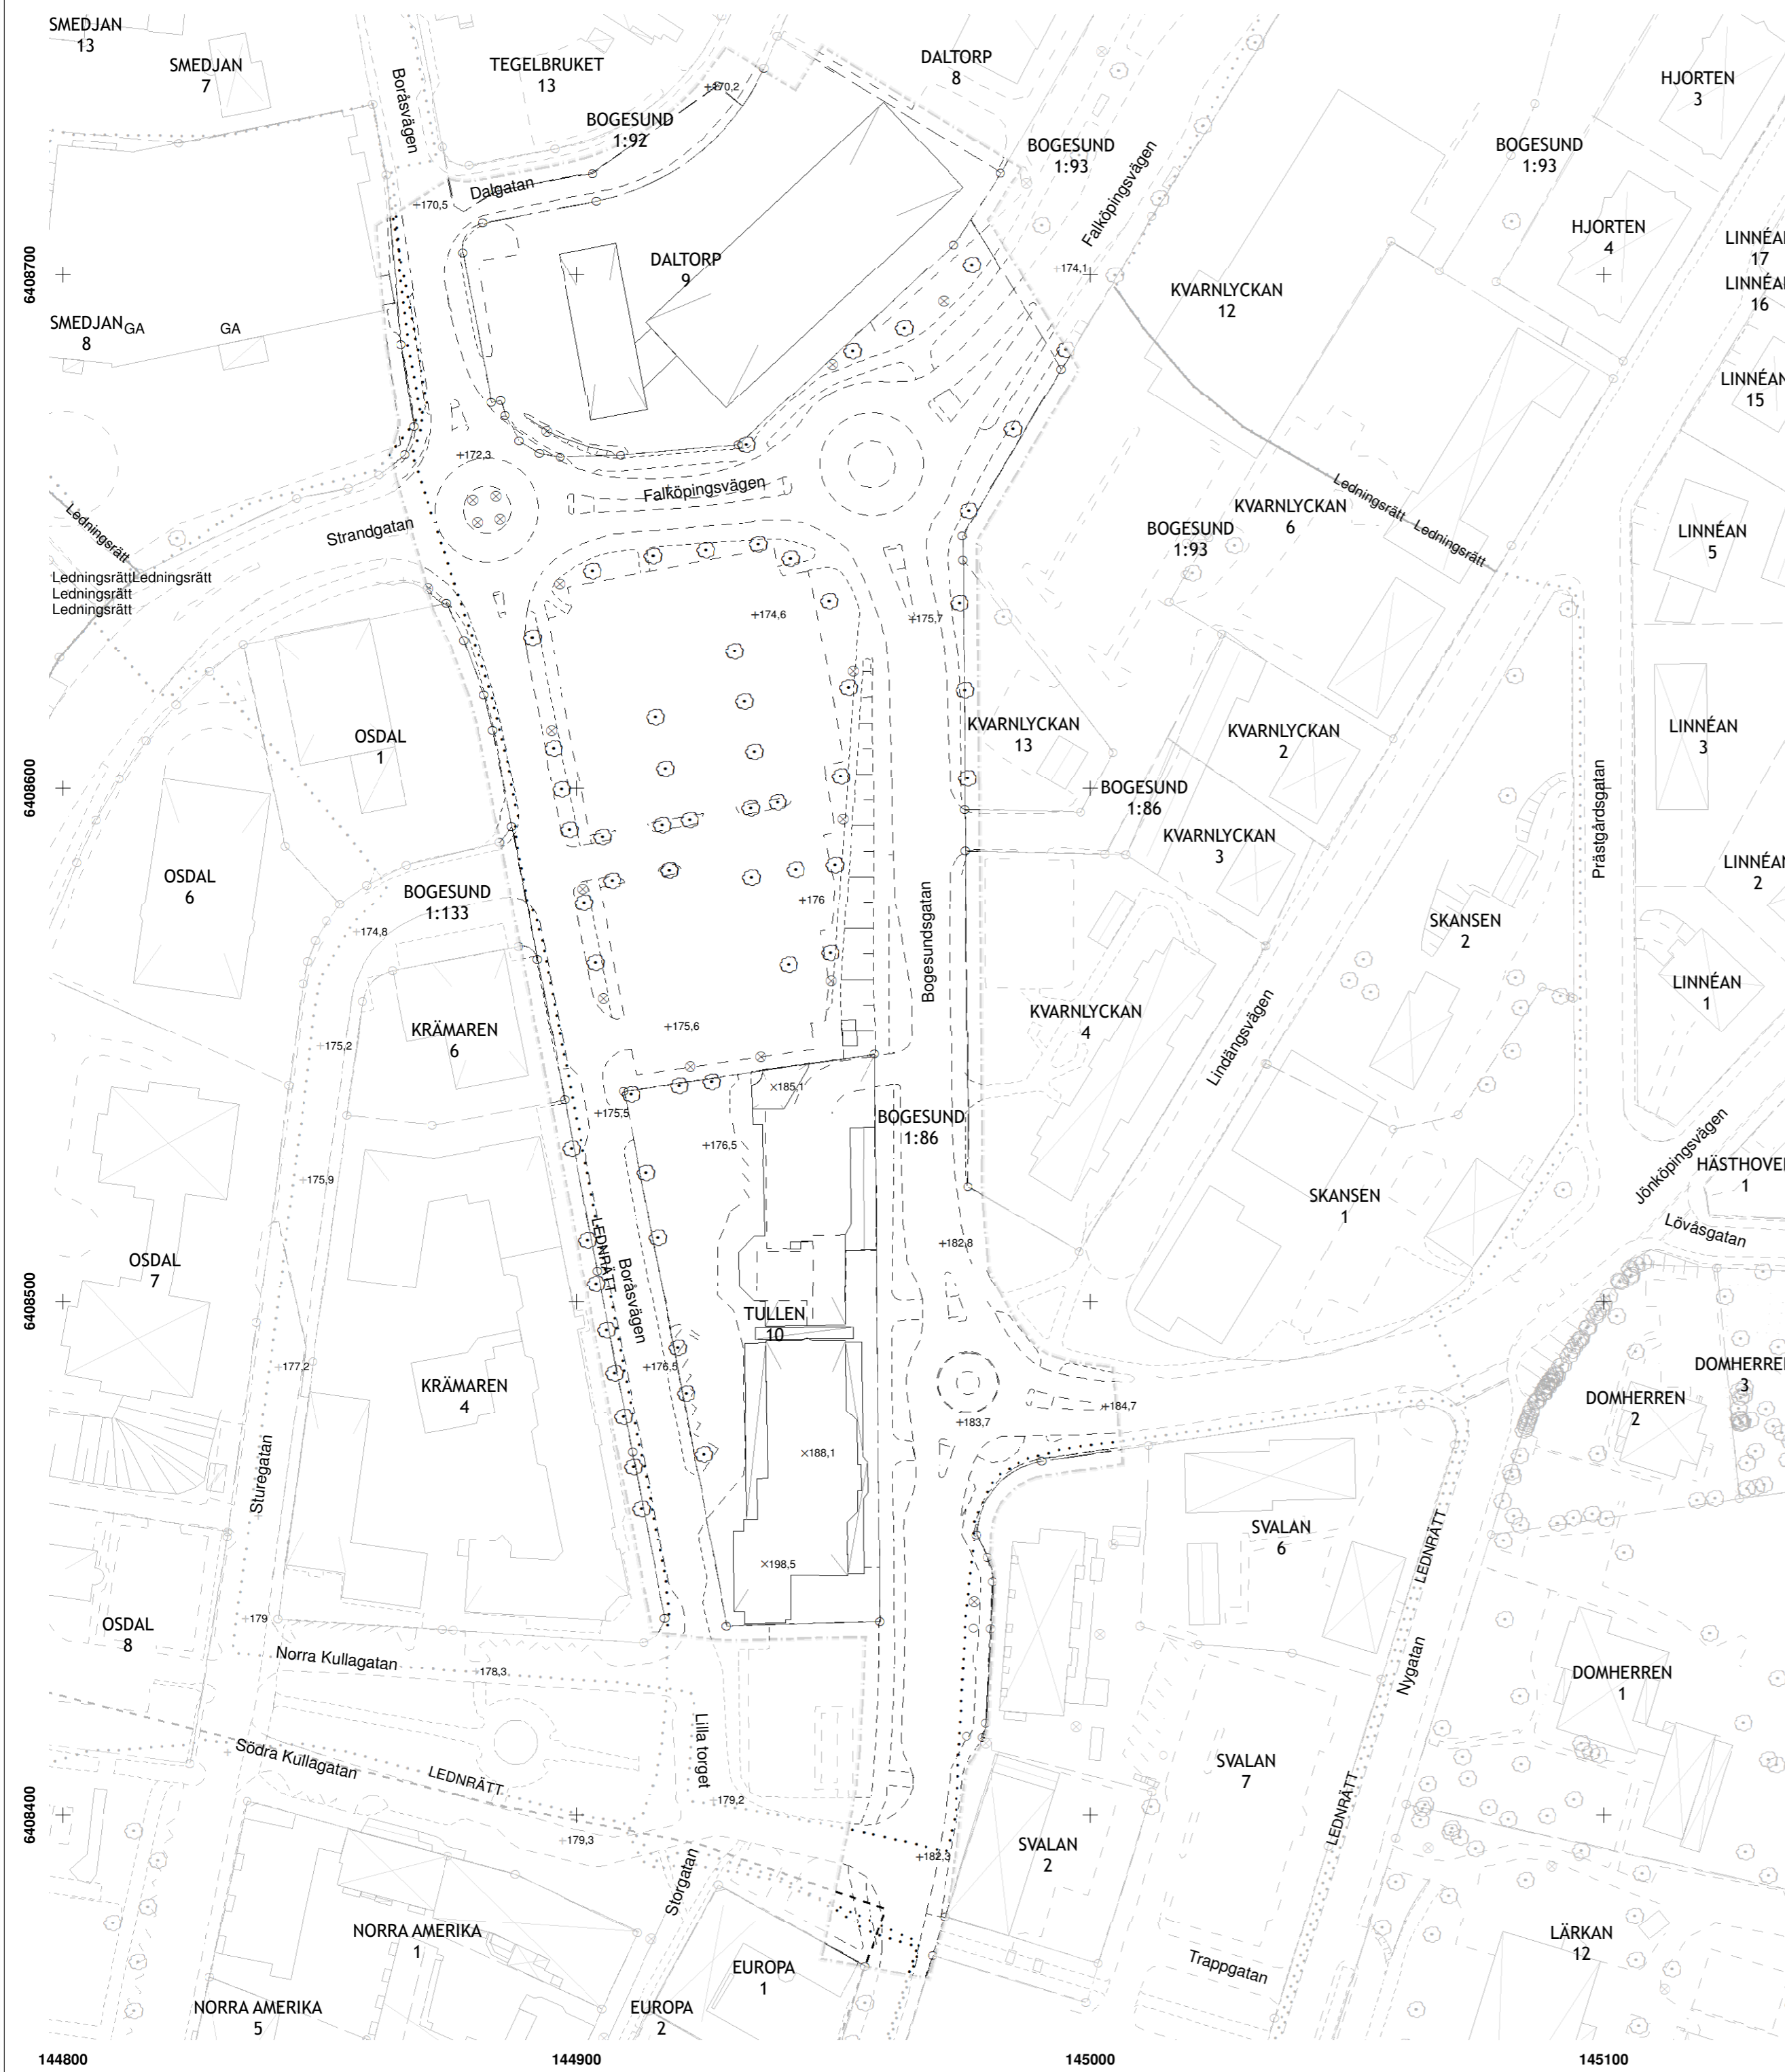 SMEDJAN
13
SMEDJAN
7
TEGELBRUKET
13
DALTORP
8
HJORTEN
3
Boråsvägen
+170,2
BOGESUND
1:92
BOGESUND
1:93
BOGESUND
1:93
Falköpingsvägen
Dalgatan
+170,5
HJORTEN
4
LINNÉAN
17
LINNÉAN
16
6408700
DALTORP
9
+174,1
KVARNLYCKAN
12
SMEDJAN
8
GA
GA
LINNÉAN
15
+172,3
Falköpingsvägen
Ledningsrätt
Ledningsrätt
Ledningsrätt
Strandgatan
KVARNLYCKAN
6
BOGESUND
1:93
LINNÉAN
5
LedningsrättLedningsrätt
Ledningsrätt
Ledningsrätt
+174,6
+175,7
OSDAL
1
KVARNLYCKAN
13
KVARNLYCKAN
2
LINNÉAN
3
6408600
BOGESUND
1:86
Prästgårdsgatan
KVARNLYCKAN
3
OSDAL
6
BOGESUND
1:133
LINNÉAN
2
+176
Bogesundsgatan
SKANSEN
2
+174,8
LINNÉAN
1
KRÄMAREN
6
+175,6
KVARNLYCKAN
4
Lindängsvägen
+175,2
×185,1
+175,5
BOGESUND
1:86
+176,5
Jönköpingsvägen
HÄSTHOVEN
1
+175,9
SKANSEN
1
Lövåsgatan
+182,8
LEDNRÄTT
Boråsvägen
OSDAL
7
6408500
TULLEN
10
+177,2
+176,5
DOMHERREN
3
KRÄMAREN
4
DOMHERREN
2
+184,7
+183,7
×188,1
Sturegatan
SVALAN
6
LEDNRÄTT
×198,5
OSDAL
8
+179
Norra Kullagatan
+178,3
Nygatan
DOMHERREN
1
Södra Kullagatan
LEDNRÄTT
Lilla torget
SVALAN
7
+179,2
LEDNRÄTT
6408400
+179,3
+182,3
SVALAN
2
Storgatan
NORRA AMERIKA
1
LÄRKAN
12
EUROPA
1
Trappgatan
NORRA AMERIKA
5
EUROPA
2
144800
144900
145000
145100